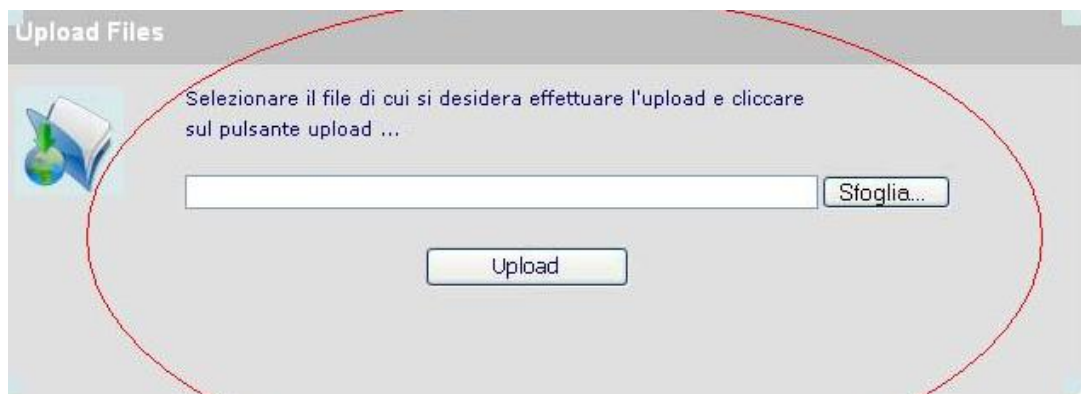 Upload Files
Selezionare il file di cui si desidera effettuare l'upload e cliccare
sul pulsante upload ...
Sfoglia...
Upload